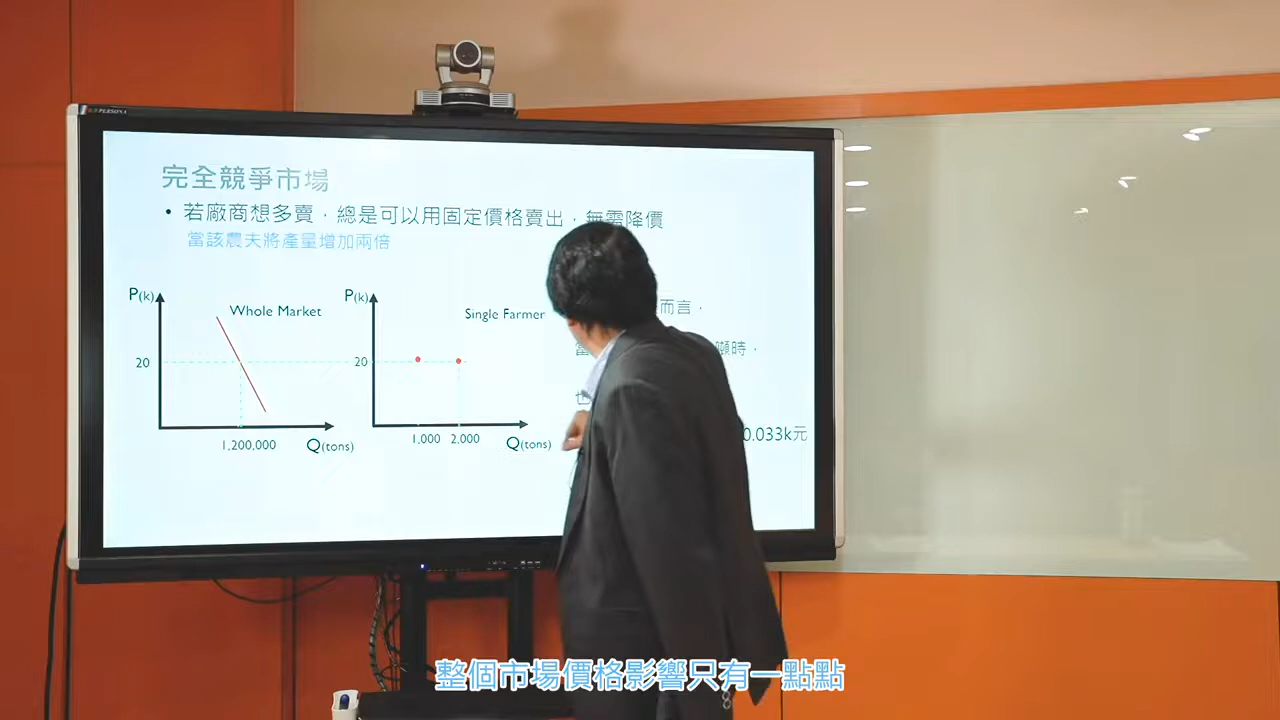 完全競爭市場
• 若廠商想多賣，總是可以用固定價格賣出，無需降價
當該農夫將產量增加兩倍
P(k)
Whole Market
20
1,200,000
Q(tons)
P(k)
Single Farmer
20
1,000
2,000
Q(tons)
而言，
噸時，
0.033k元
整個市場價格影響只有一點點